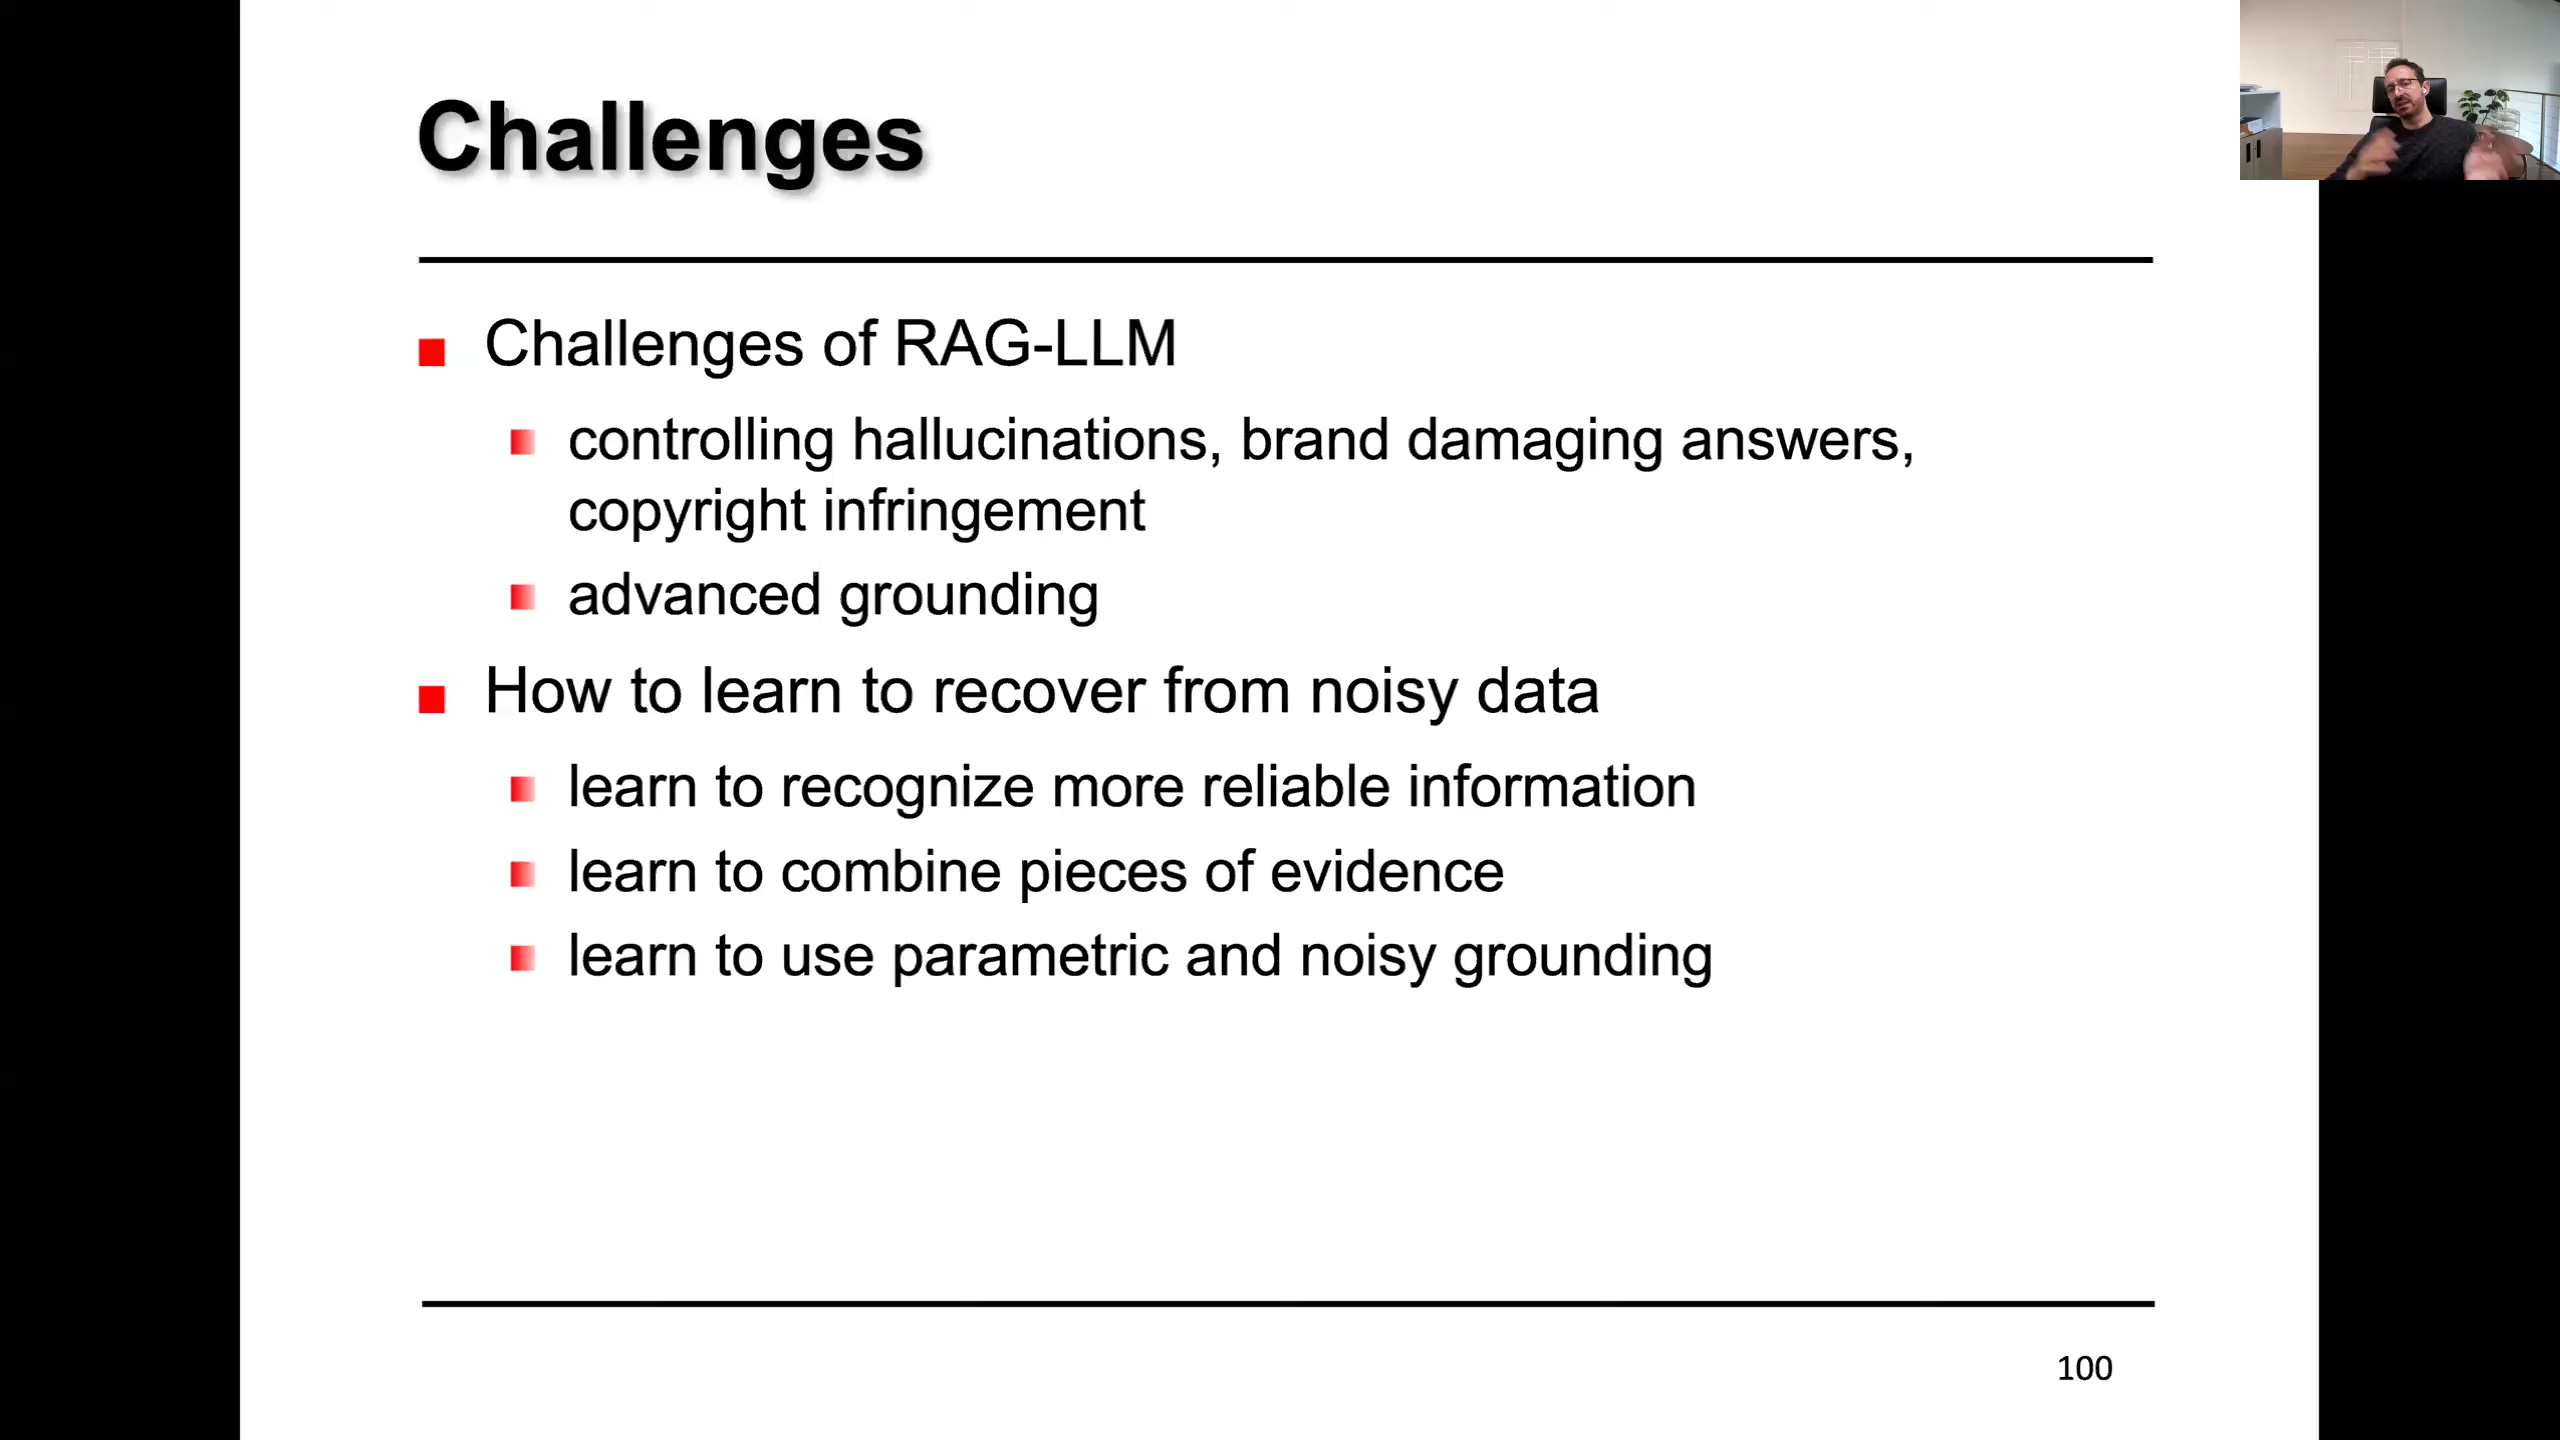 Challenges
Challenges of RAG-LLM
controlling hallucinations, brand damaging answers,
copyright infringement
advanced grounding
How to learn to recover from noisy data
learn to recognize more reliable information
learn to combine pieces of evidence
learn to use parametric and noisy grounding
100